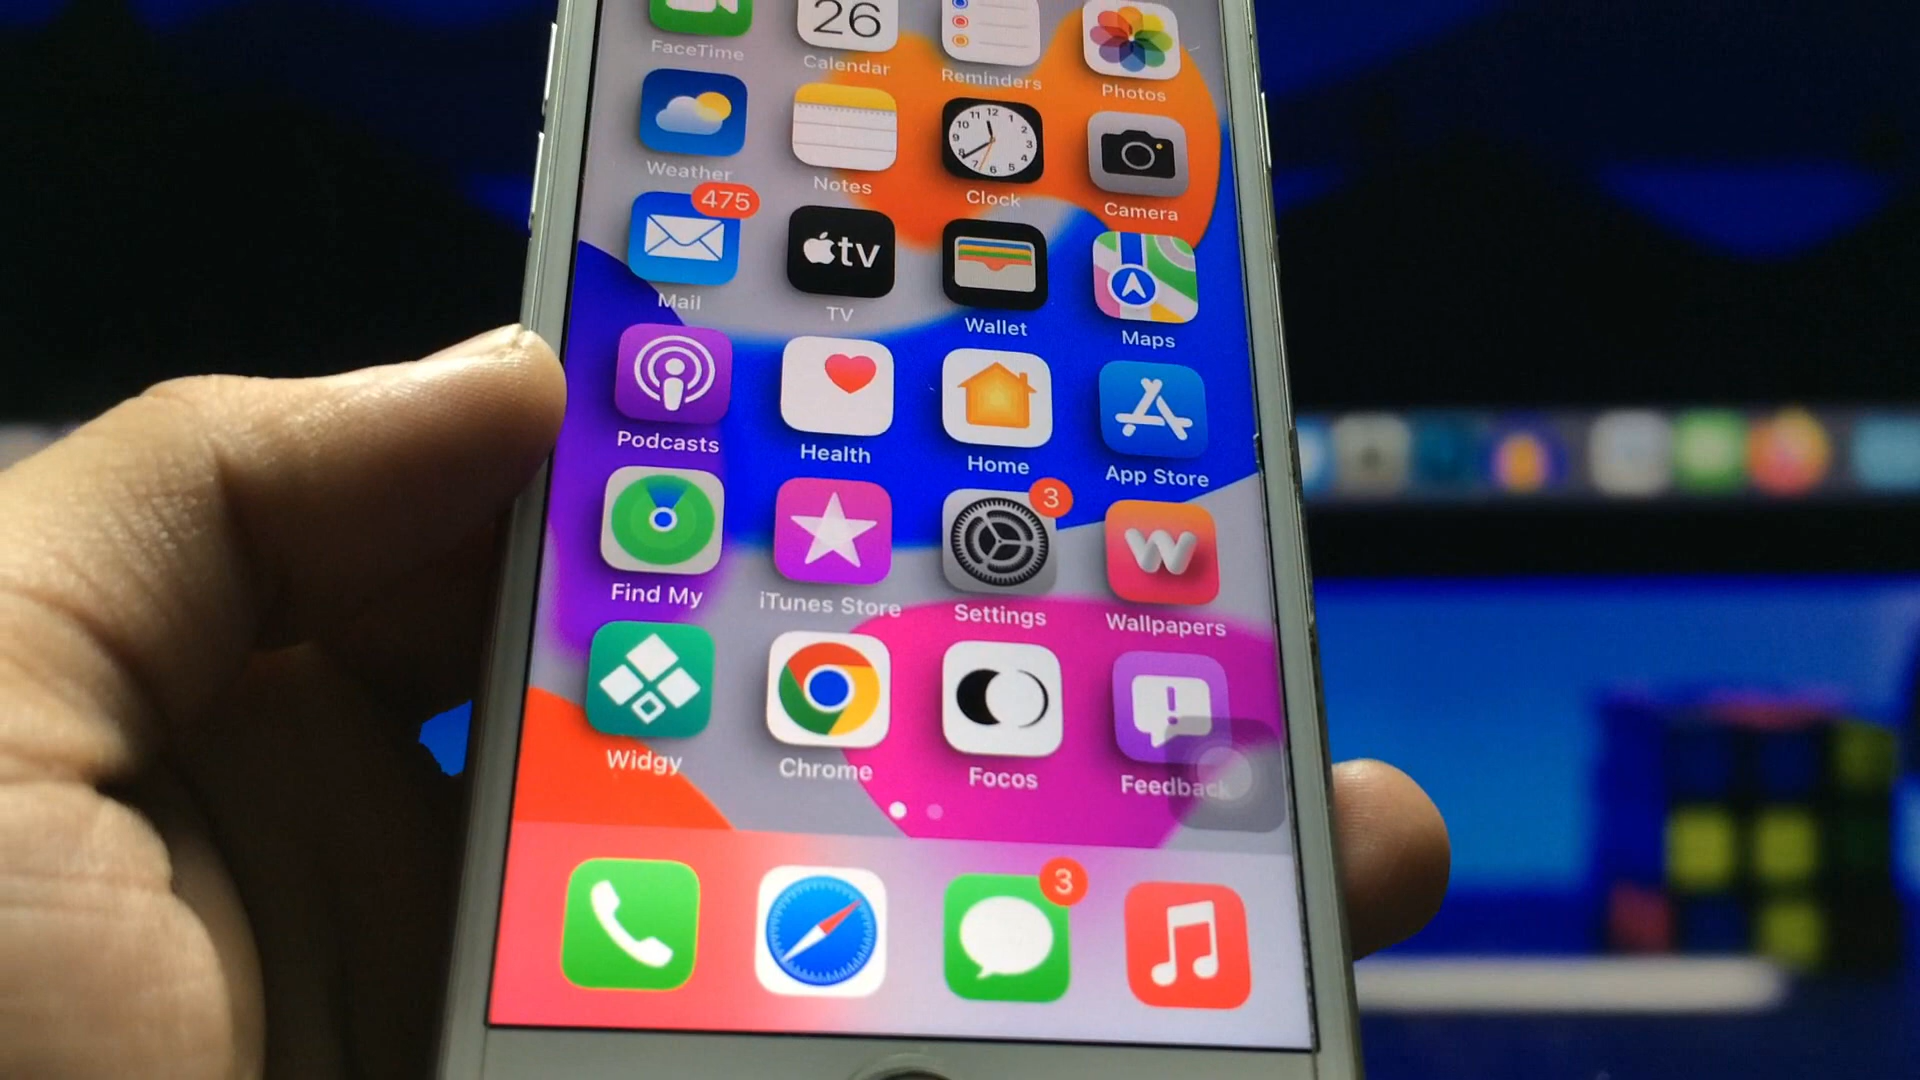 26
FaceTime
Calendar
Reminders
Photos
Weather
Notes
Clock
Camera
475
tv
Mail
TV
Wallet
Maps
Podcasts
Health
Home
App Store
3
W
Find My
iTunes Store
Settings
Wallpapers
Widgy
Chrome
Focos
Feedback
3